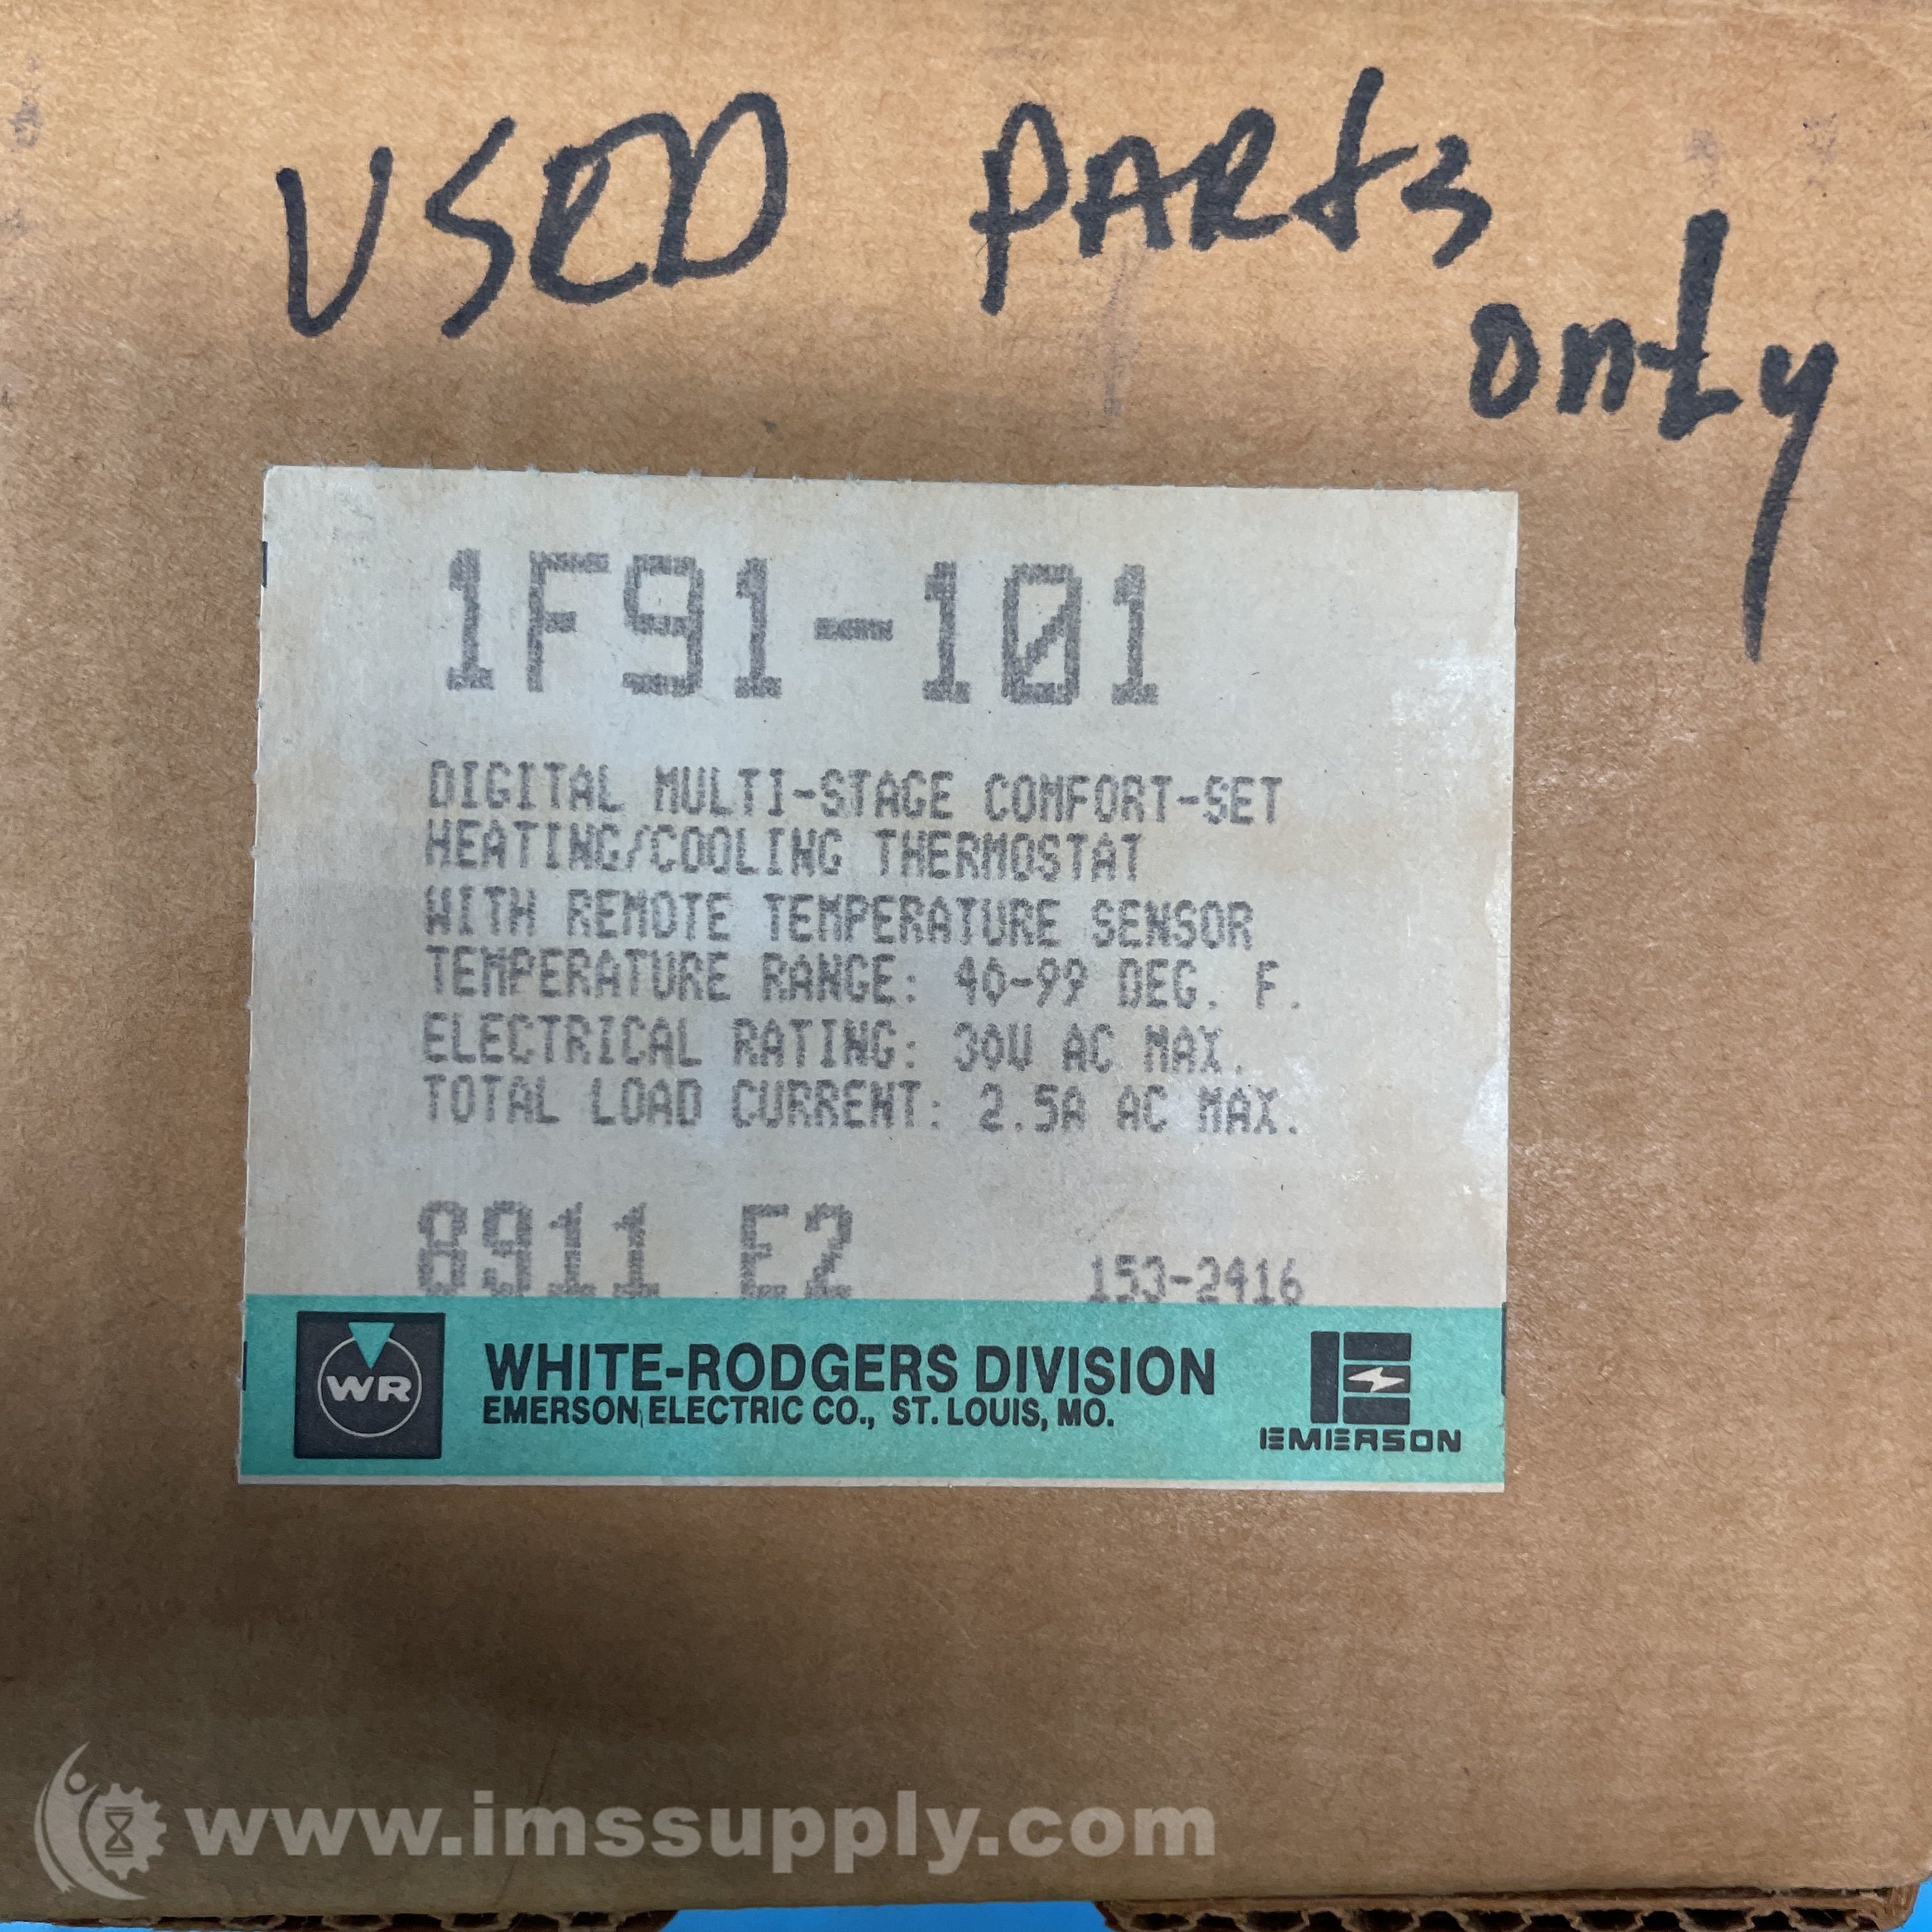 USED PARTS
only
1F91-101
DIGITAL MULTI-STAGE COMFORT-SET
HEATING/COOLING THERMOSTAT
WITH REMOTE TEMPERATURE SENSOR
TEMPERATURE RANGE: 40-99 DEG. F.
ELECTRICAL RATING: 30V AC MAX.
TOTAL LOAD CURRENT: 2.5A AC MAX.
8911 E2
153-2416
WR
WHITE-RODGERS DIVISION
EMERSON ELECTRIC CO., ST. LOUIS, MO.
EMERSON
www.imssupply.com